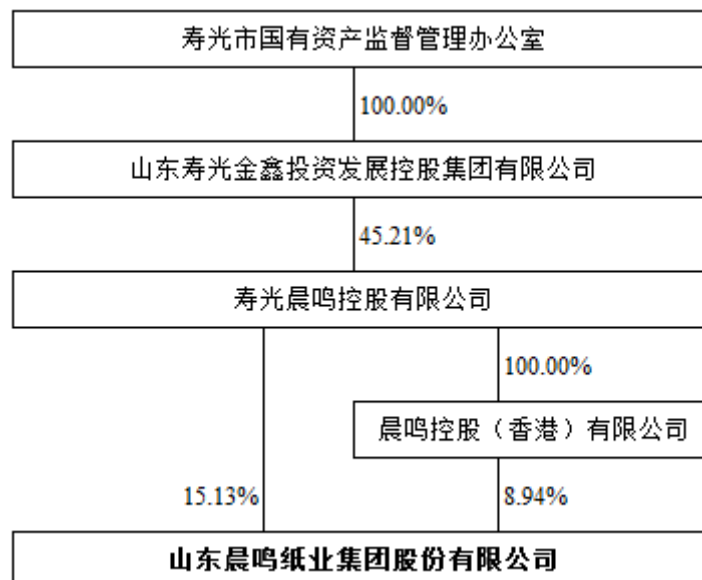 寿光市国有资产监督管理办公室
100.00%
山东寿光金鑫投资发展控股集团有限公司
45.21%
寿光晨鸣控股有限公司
100.00%
晨鸣控股（香港）有限公司
15.13%
8.94%
山东晨鸣纸业集团股份有限公司